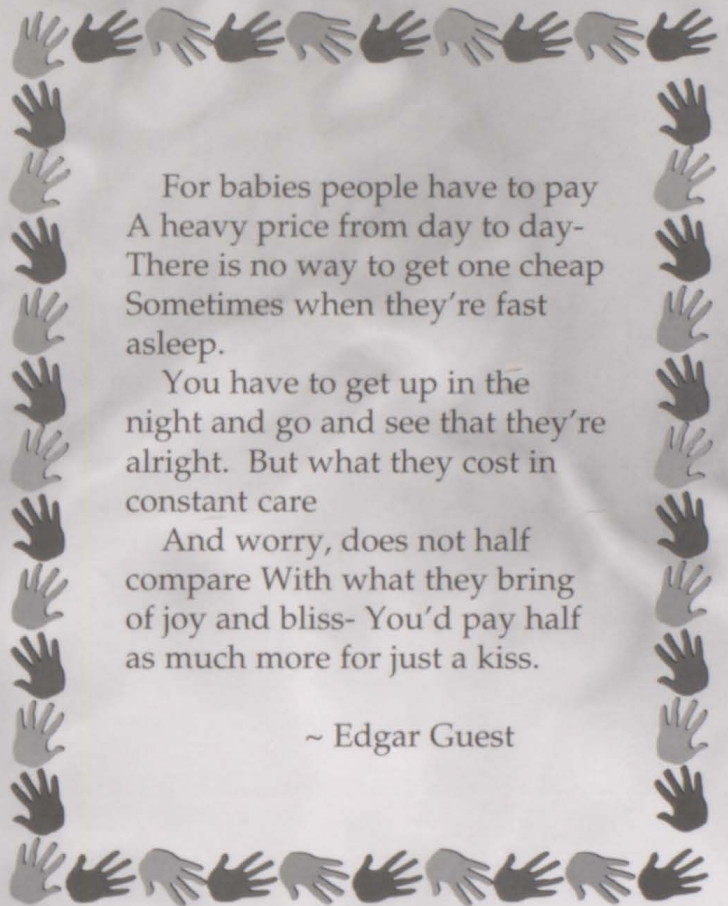 For babies people have to pay
A heavy price from day to day-
There is no way to get one cheap
Sometimes when they're fast
asleep.
You have to get up in the
night and go and see that they're
alright.  But what they cost in
constant care
And worry, does not half
compare With what they bring
of joy and bliss- You'd pay half
as much more for just a kiss.
~ Edgar Guest